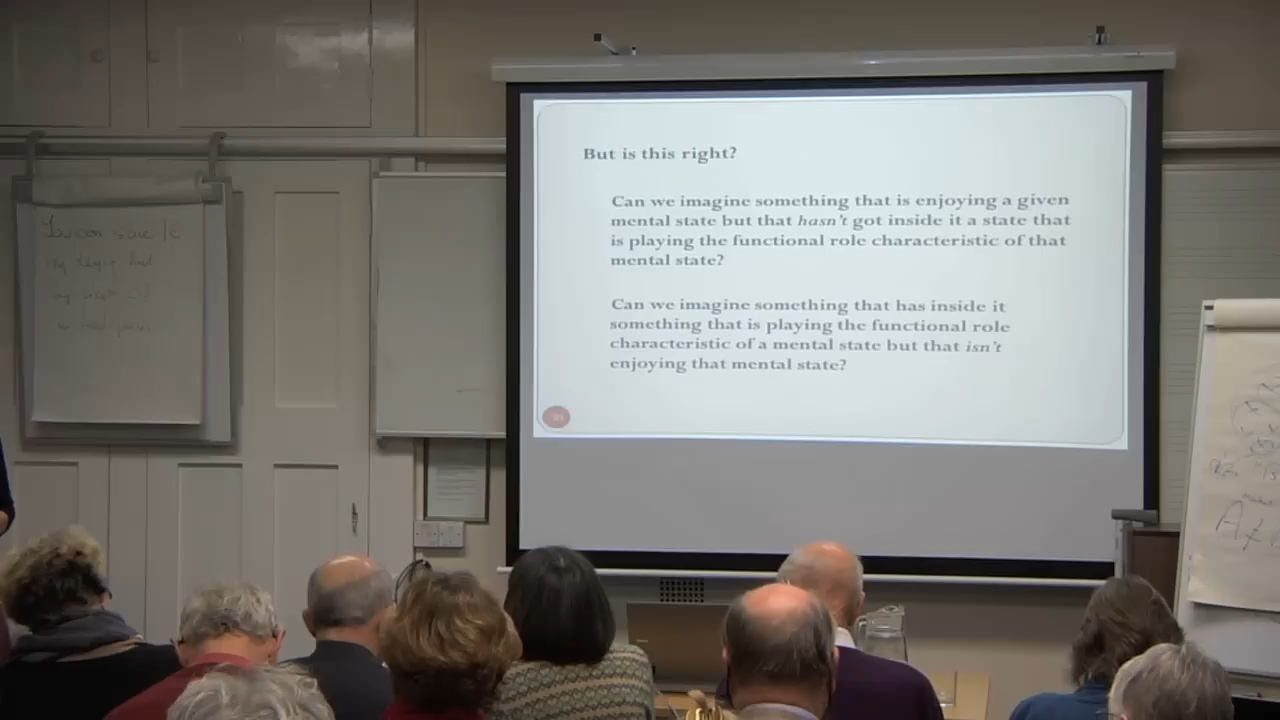 But is this right?
Can we imagine something that is enjoying a given
mental state but that hasn't got inside it a state that
is playing the functional role characteristic of that
mental state?
Can we imagine something that has inside it
something that is playing the functional role
characteristic of a mental state but that isn't
enjoying that mental state?